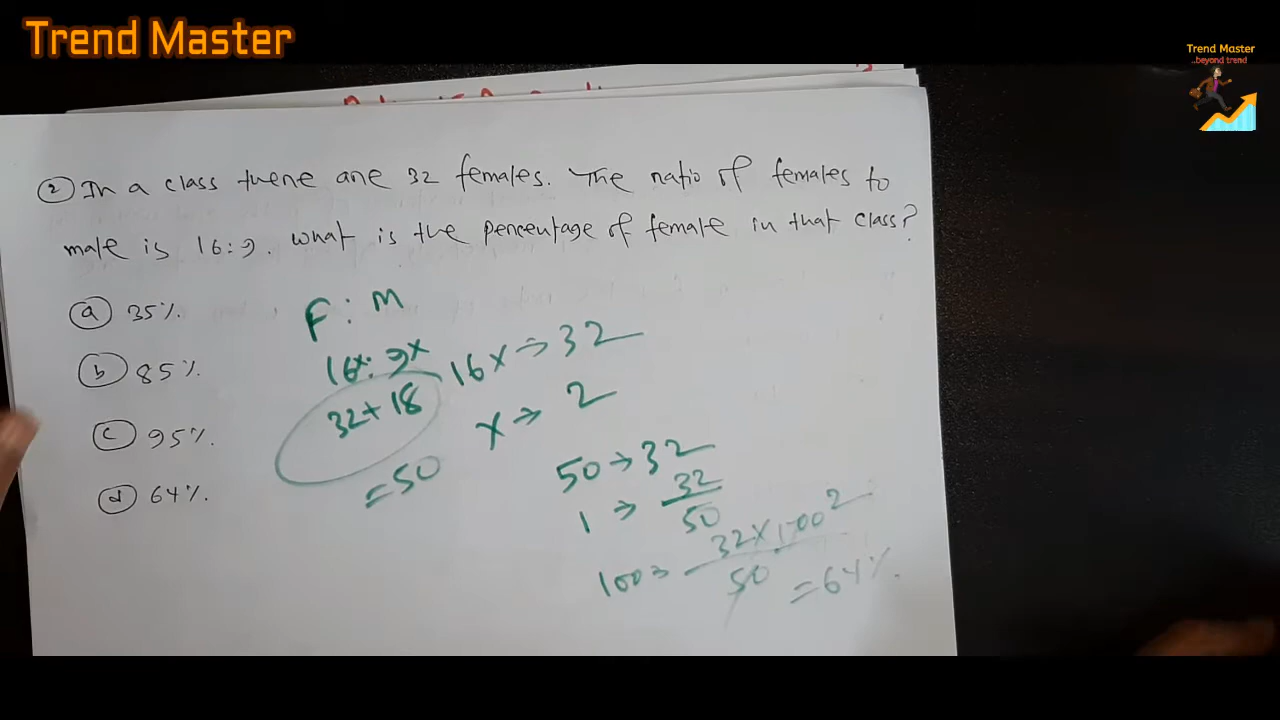 Trend Master
Trend Master
..beyond trend
② In a class there are 32 females. The ratio of females to
male is 16:9. What is the percentage of female in that class?
ⓐ 35%.
ⓑ 85%.
ⓒ 95%.
ⓓ 64%.
F : M
16x : 9x
32 + 18
= 50
16x → 32
x → 2
50 → 32
1 → 32/50
100 → 32 x 100 2 / 50
= 64%.